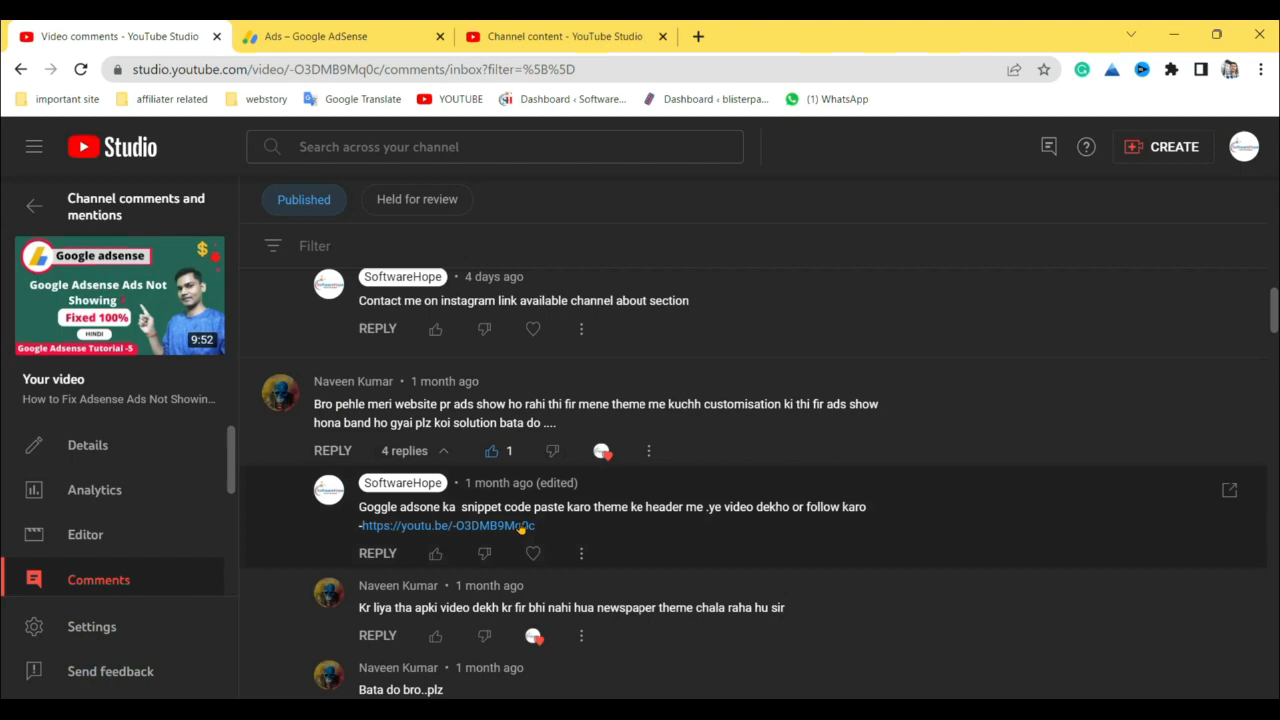 Video comments - YouTube Studio
Ads – Google AdSense
Channel content - YouTube Studio
studio.youtube.com/video/-O3DMB9Mq0c/comments/inbox?filter=%5B%5D
important site
affiliater related
webstory
Google Translate
YOUTUBE
Dashboard ‹ Software...
Dashboard ‹ blisterpa...
(1) WhatsApp
Studio
Search across your channel
CREATE
Channel comments and
mentions
Google adsense
Google Adsense Ads Not
Showing
Fixed 100%
HINDI
9:52
Google Adsense Tutorial -5
Your video
How to Fix Adsense Ads Not Showin...
Details
Analytics
Editor
Comments
Settings
Send feedback
Published
Held for review
Filter
SoftwareHope • 4 days ago
Contact me on instagram link available channel about section
REPLY
Naveen Kumar • 1 month ago
Bro pehle meri website pr ads show ho rahi thi fir mene theme me kuchh customisation ki thi fir ads show
hona band ho gyai plz koi solution bata do ....
REPLY 4 replies 1
SoftwareHope • 1 month ago (edited)
Goggle adsone ka snippet code paste karo theme ke header me .ye video dekho or follow karo
-https://youtu.be/-O3DMB9Mq0c
REPLY
Naveen Kumar • 1 month ago
Kr liya tha apki video dekh kr fir bhi nahi hua newspaper theme chala raha hu sir
REPLY
Naveen Kumar • 1 month ago
Bata do bro..plz